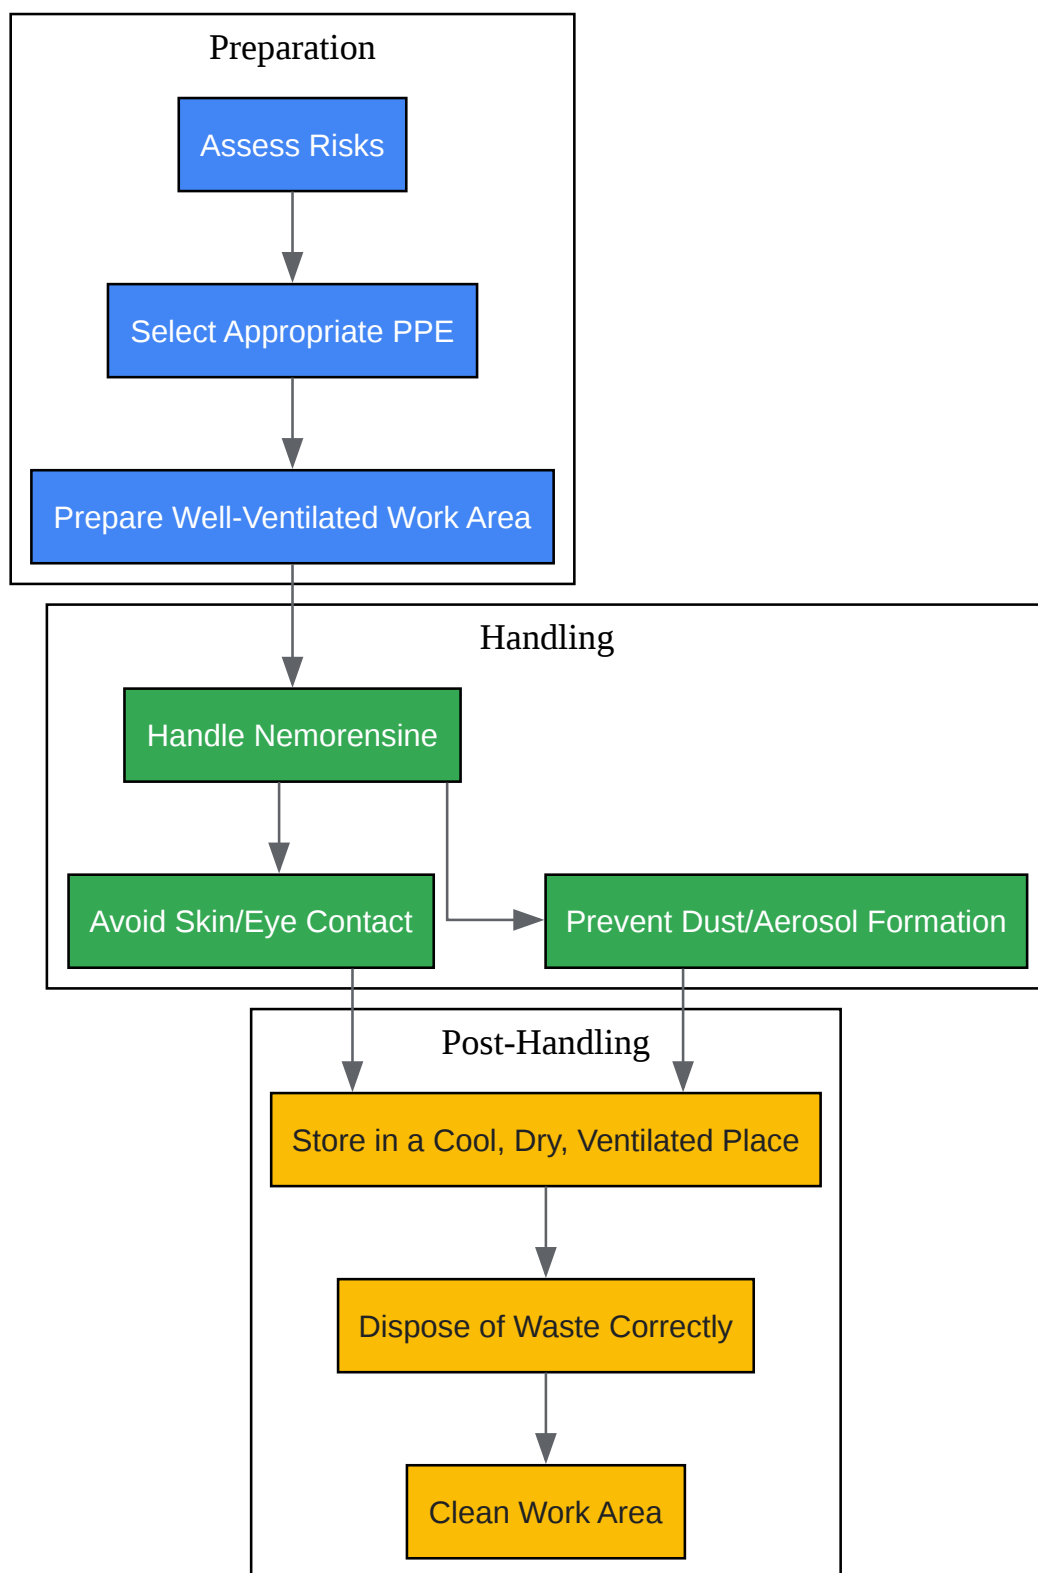 Preparation
Assess Risks
Select Appropriate PPE
Prepare Well-Ventilated Work Area
Handling
Handle Nemorensine
Avoid Skin/Eye Contact
Prevent Dust/Aerosol Formation
Post-Handling
Store in a Cool, Dry, Ventilated Place
Dispose of Waste Correctly
Clean Work Area